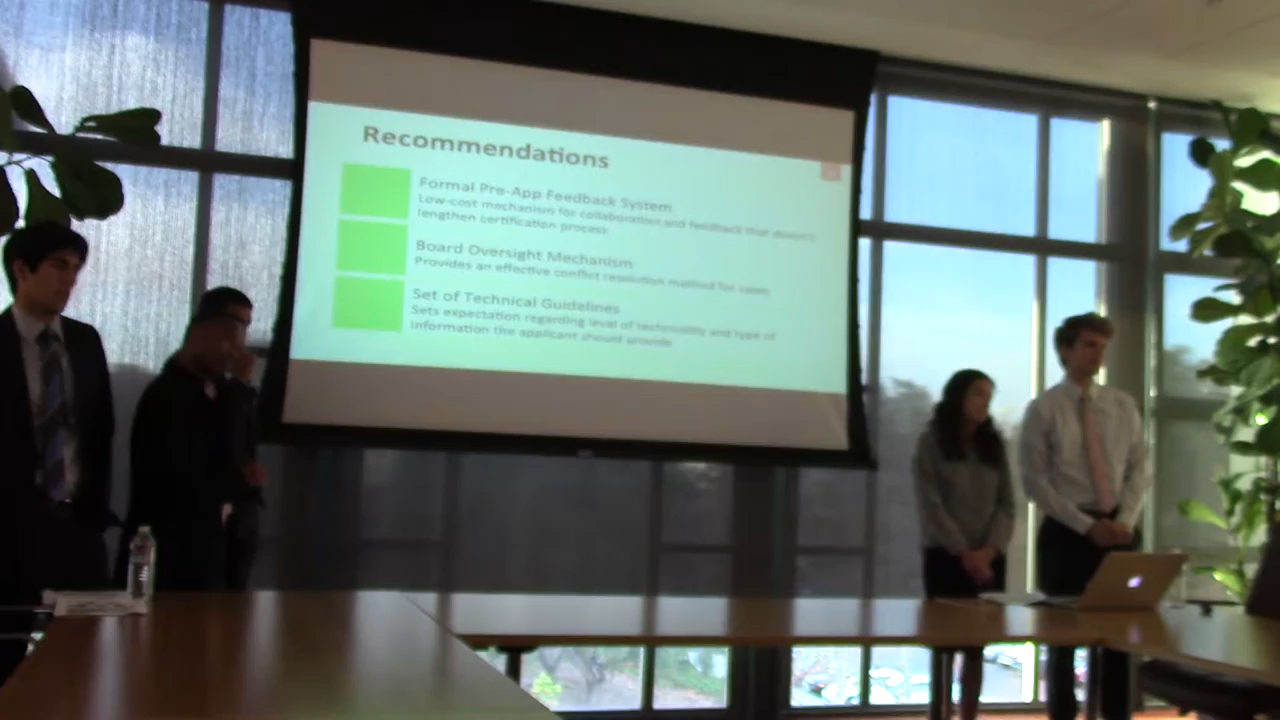 Recommendations
Formal Pre-App Feedback System
Low-cost mechanism for collaboration and feedback that doesn't
lengthen certification process
Board Oversight Mechanism
Provides an effective conflict resolution method for
Set of Technical Guidelines
Sets expectation regarding level of technicality and type of
information the applicant should provide